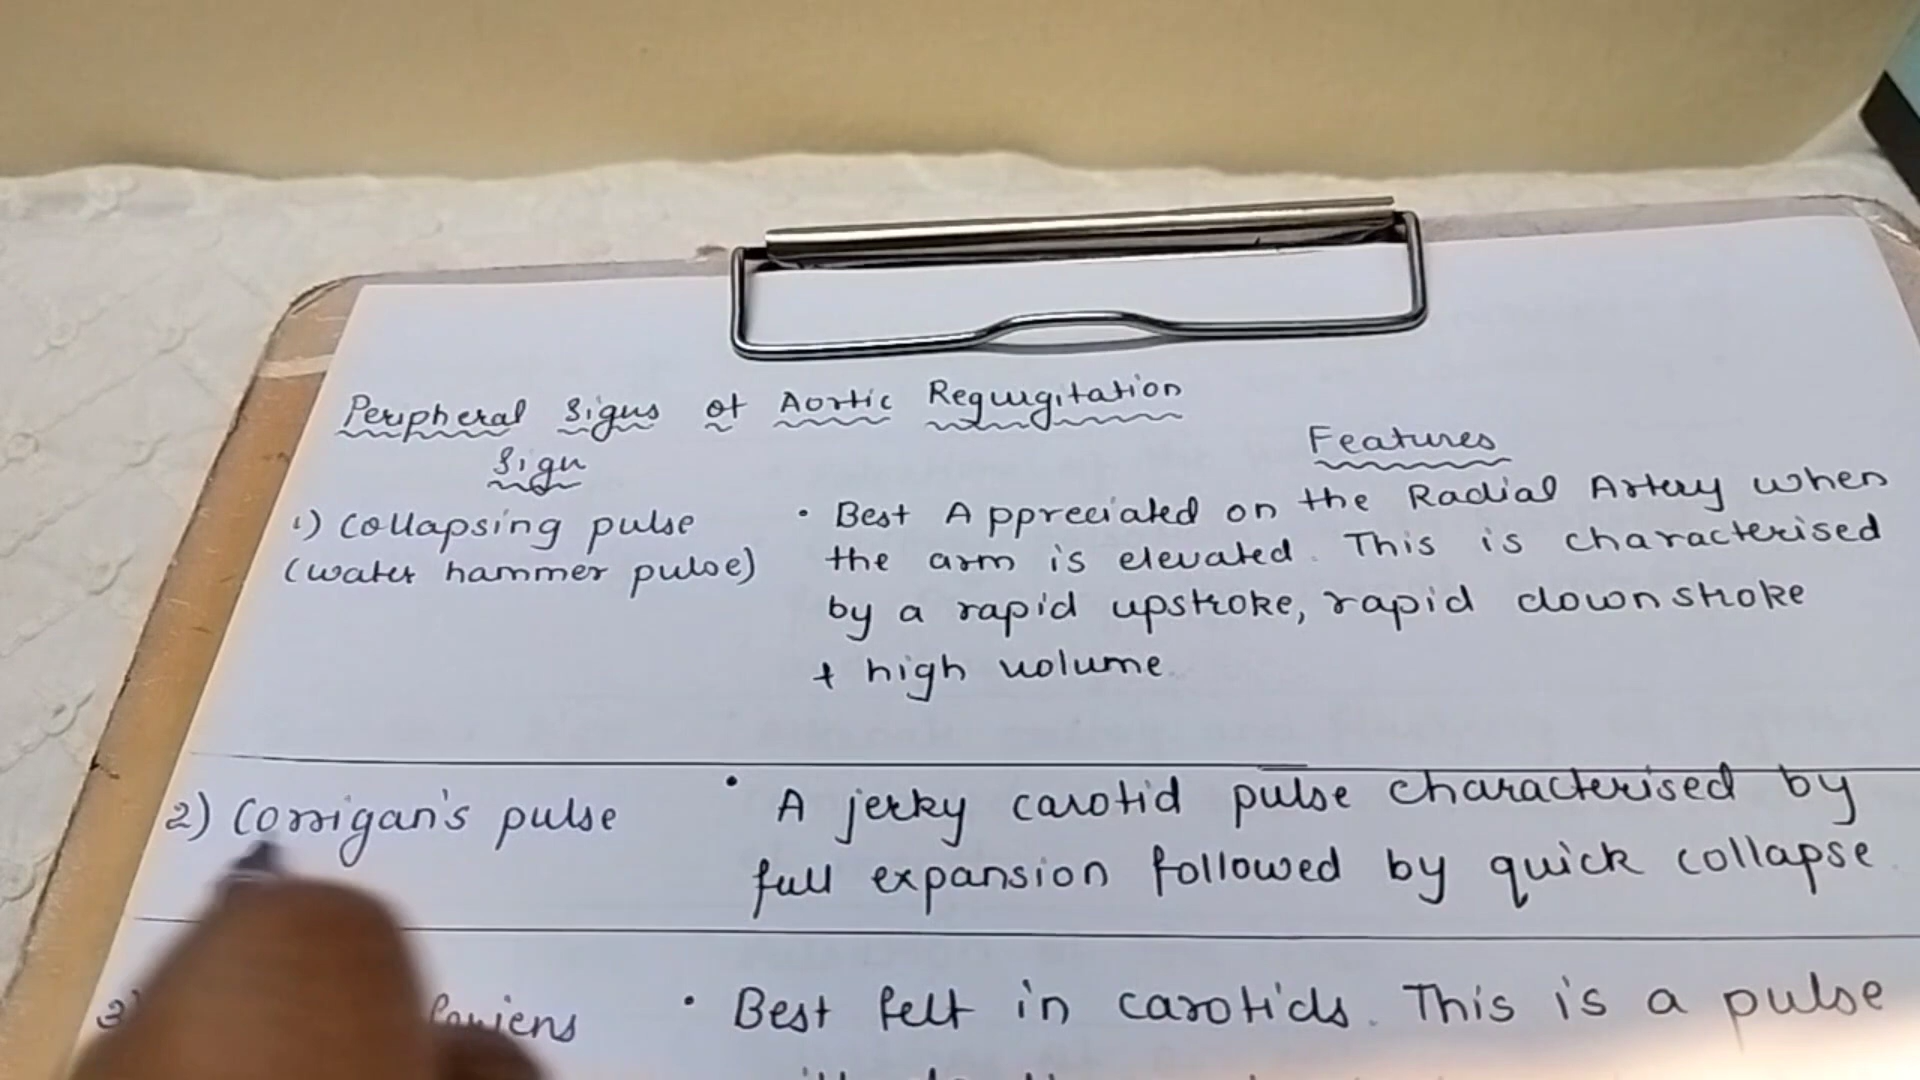 Peripheral Signs of Aortic Regurgitation
Sign
Features
1) Collapsing pulse
(water hammer pulse)
• Best Appreciated on the Radial Artery when
the arm is elevated. This is characterised
by a rapid upstroke, rapid downstroke
+ high volume
2) Corrigan's pulse
• A jerky carotid pulse characterised by
full expansion followed by quick collapse
3)
• Best felt in carotids. This is a pulse